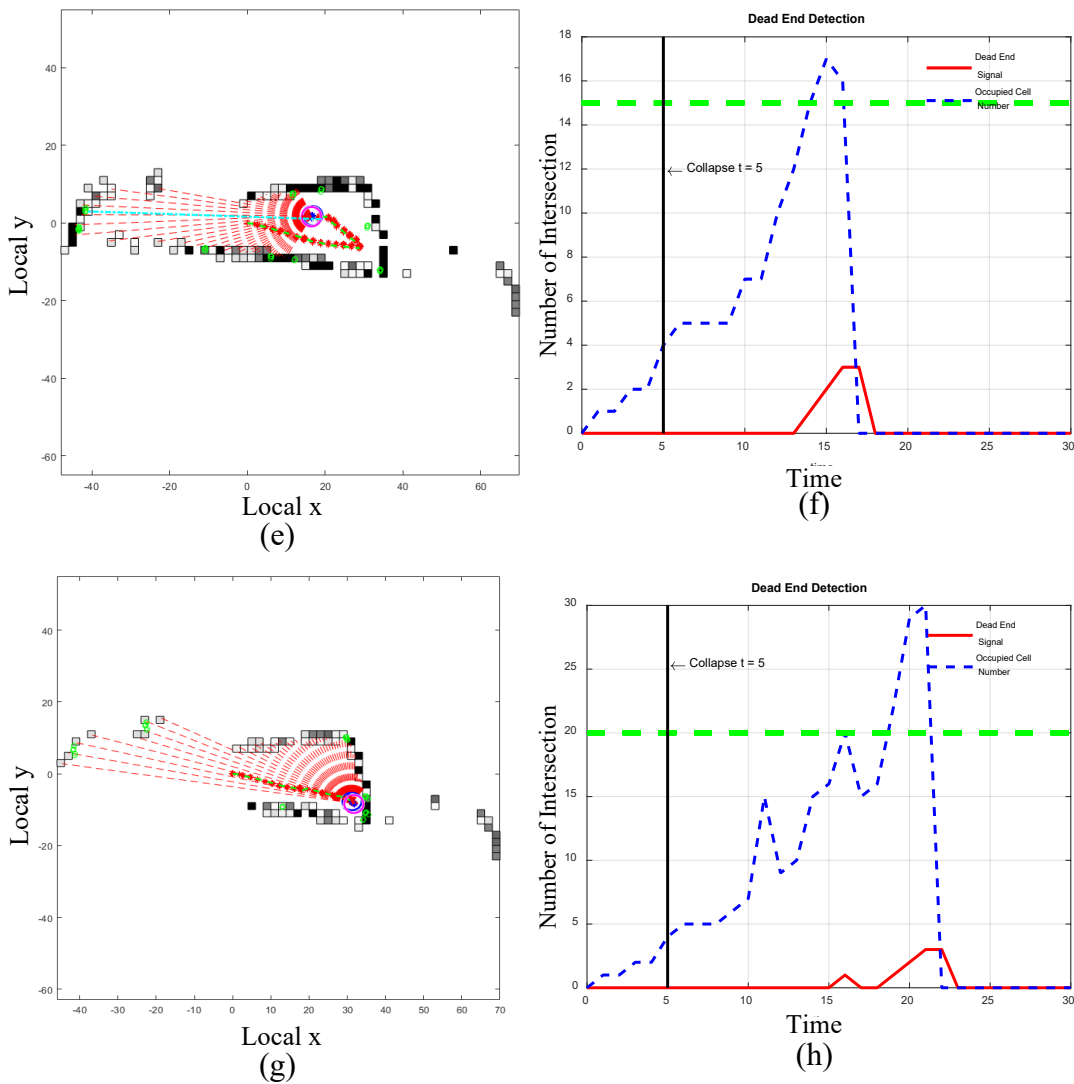 40
20
0
-20
-40
-60
-40 -20 0 20 40 60
Local y
Local x
(e)
Dead End Detection
18
16
14
12
10
8
6
4
2
0
0 5 10 15 20 25 30
Dead End
Signal
Occupied Cell
Number
← Collapse t = 5
Number of Intersection
Time
(f)
40
20
0
-20
-40
-60
-40 -30 -20 -10 0 10 20 30 40 50 60 70
Local y
Local x
(g)
Dead End Detection
30
25
20
15
10
5
0
0 5 10 15 20 25 30
Dead End
Signal
Occupied Cell
Number
← Collapse t = 5
Number of Intersection
Time
(h)